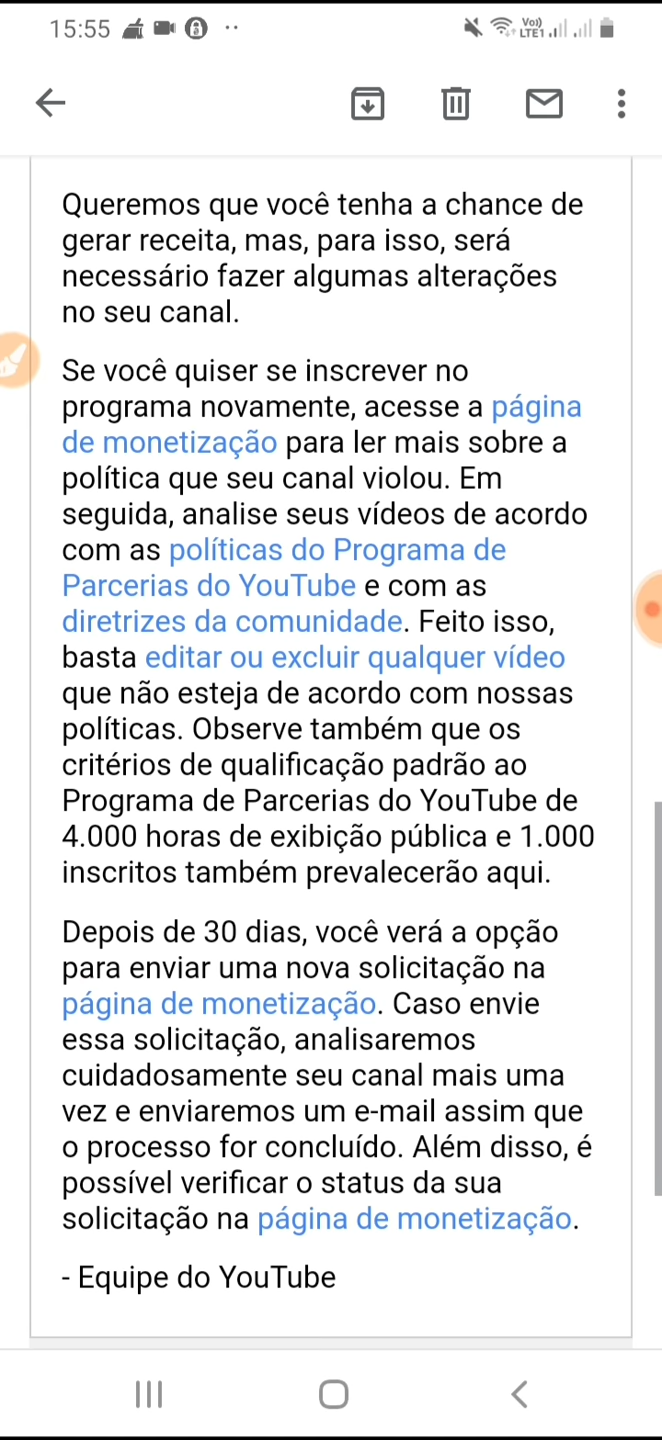 15:55
Vo))
LTE1
Queremos que você tenha a chance de
gerar receita, mas, para isso, será
necessário fazer algumas alterações
no seu canal.
Se você quiser se inscrever no
programa novamente, acesse a página
de monetização para ler mais sobre a
política que seu canal violou. Em
seguida, analise seus vídeos de acordo
com as políticas do Programa de
Parcerias do YouTube e com as
diretrizes da comunidade. Feito isso,
basta editar ou excluir qualquer vídeo
que não esteja de acordo com nossas
políticas. Observe também que os
critérios de qualificação padrão ao
Programa de Parcerias do YouTube de
4.000 horas de exibição pública e 1.000
inscritos também prevalecerão aqui.
Depois de 30 dias, você verá a opção
para enviar uma nova solicitação na
página de monetização. Caso envie
essa solicitação, analisaremos
cuidadosamente seu canal mais uma
vez e enviaremos um e-mail assim que
o processo for concluído. Além disso, é
possível verificar o status da sua
solicitação na página de monetização.
- Equipe do YouTube